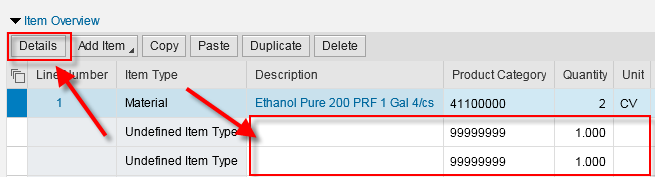 Item Overview
Details Add Item Copy Paste Duplicate Delete
Line Number Item Type Description Product Category Quantity Unit
1 Material Ethanol Pure 200 PRF 1 Gal 4/cs 41100000 2 CV
Undefined Item Type 99999999 1.000
Undefined Item Type 99999999 1.000